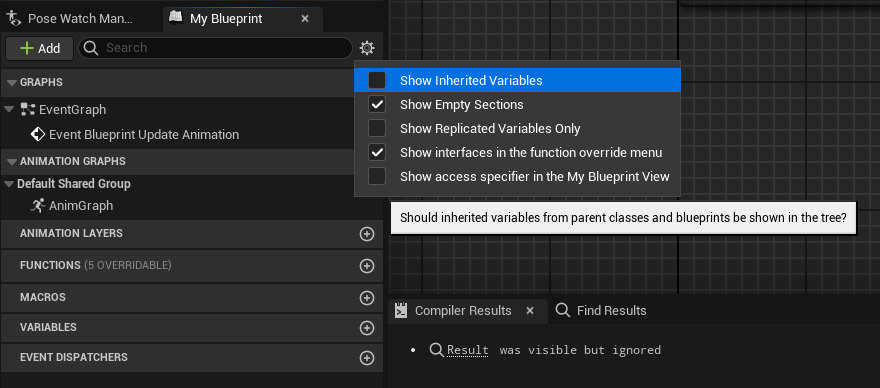 Pose Watch Man...
My Blueprint
Add
Search
GRAPHS
EventGraph
Event Blueprint Update Animation
ANIMATION GRAPHS
Default Shared Group
AnimGraph
ANIMATION LAYERS
FUNCTIONS (5 OVERRIDABLE)
MACROS
VARIABLES
EVENT DISPATCHERS
Show Inherited Variables
Show Empty Sections
Show Replicated Variables Only
Show interfaces in the function override menu
Show access specifier in the My Blueprint View
Should inherited variables from parent classes and blueprints be shown in the tree?
Compiler Results
Find Results
Result was visible but ignored